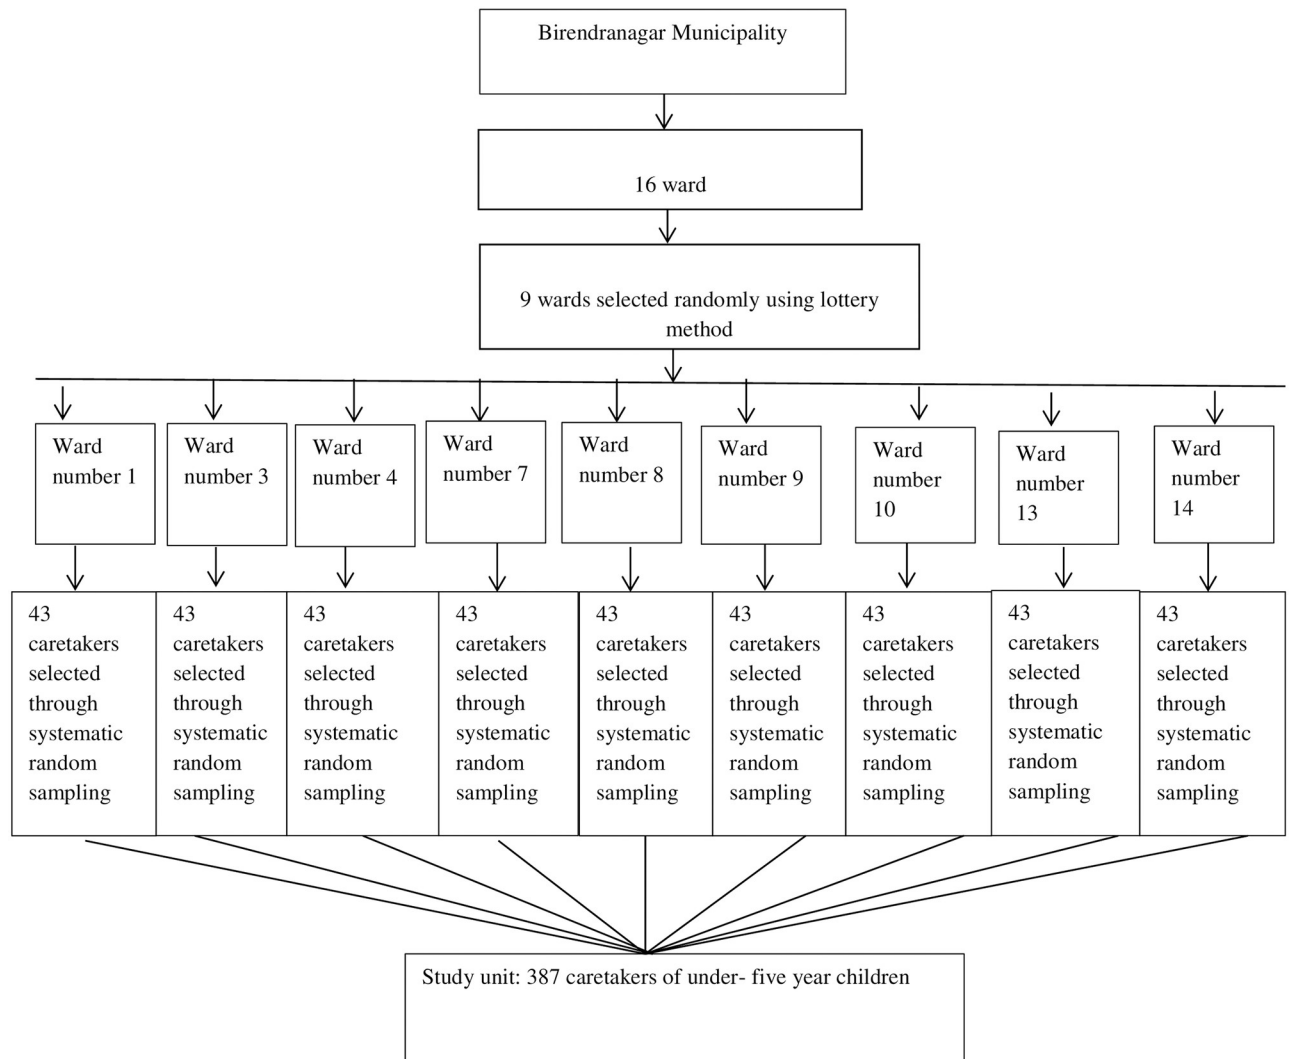 Birendranagar Municipality
16 ward
9 wards selected randomly using lottery
method
Ward
number 1
Ward
number 3
Ward
number 4
Ward
number 7
Ward
number 8
Ward
number 9
Ward
number
10
Ward
number
13
Ward
number
14
43
caretakers
selected
through
systematic
random
sampling
43
caretakers
selected
through
systematic
random
sampling
43
caretakers
selected
through
systematic
random
sampling
43
caretakers
selected
through
systematic
random
sampling
43
caretakers
selected
through
systematic
random
sampling
43
caretakers
selected
through
systematic
random
sampling
43
caretakers
selected
through
systematic
random
sampling
43
caretakers
selected
through
systematic
random
sampling
43
caretakers
selected
through
systematic
random
sampling
Study unit: 387 caretakers of under- five year children